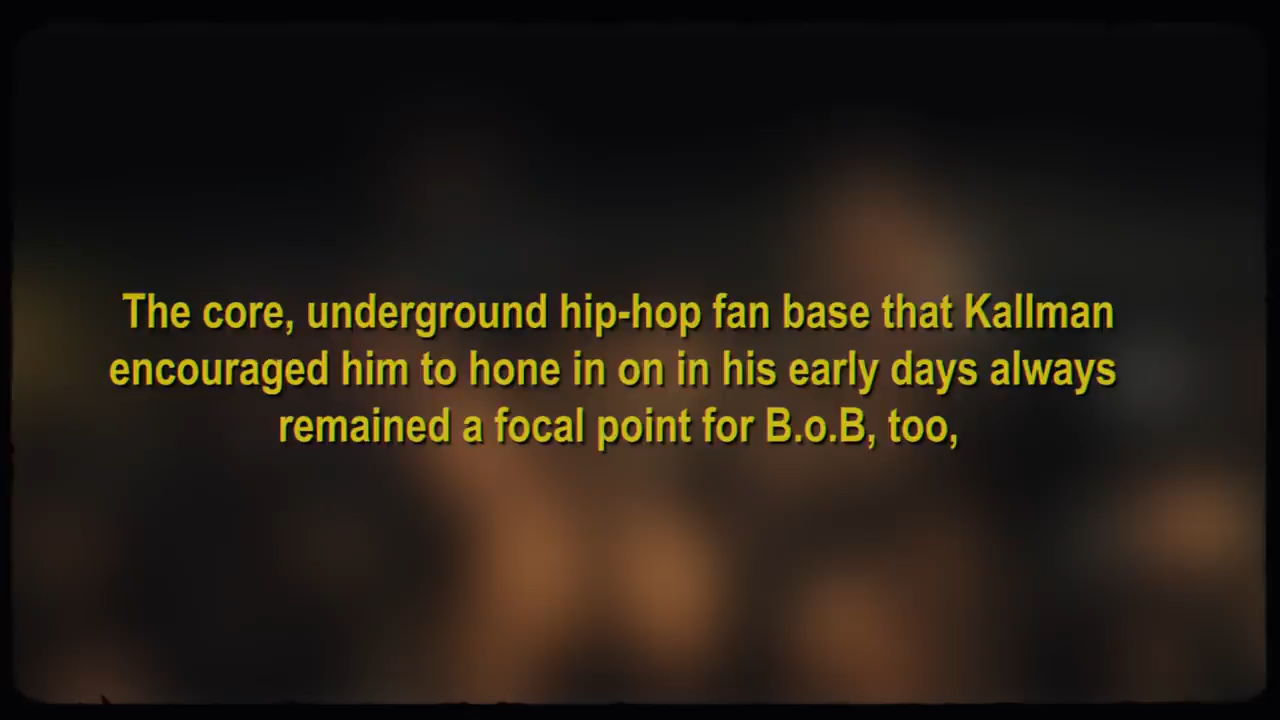 The core, underground hip-hop fan base that Kallman
encouraged him to hone in on in his early days always
remained a focal point for B.o.B, too,